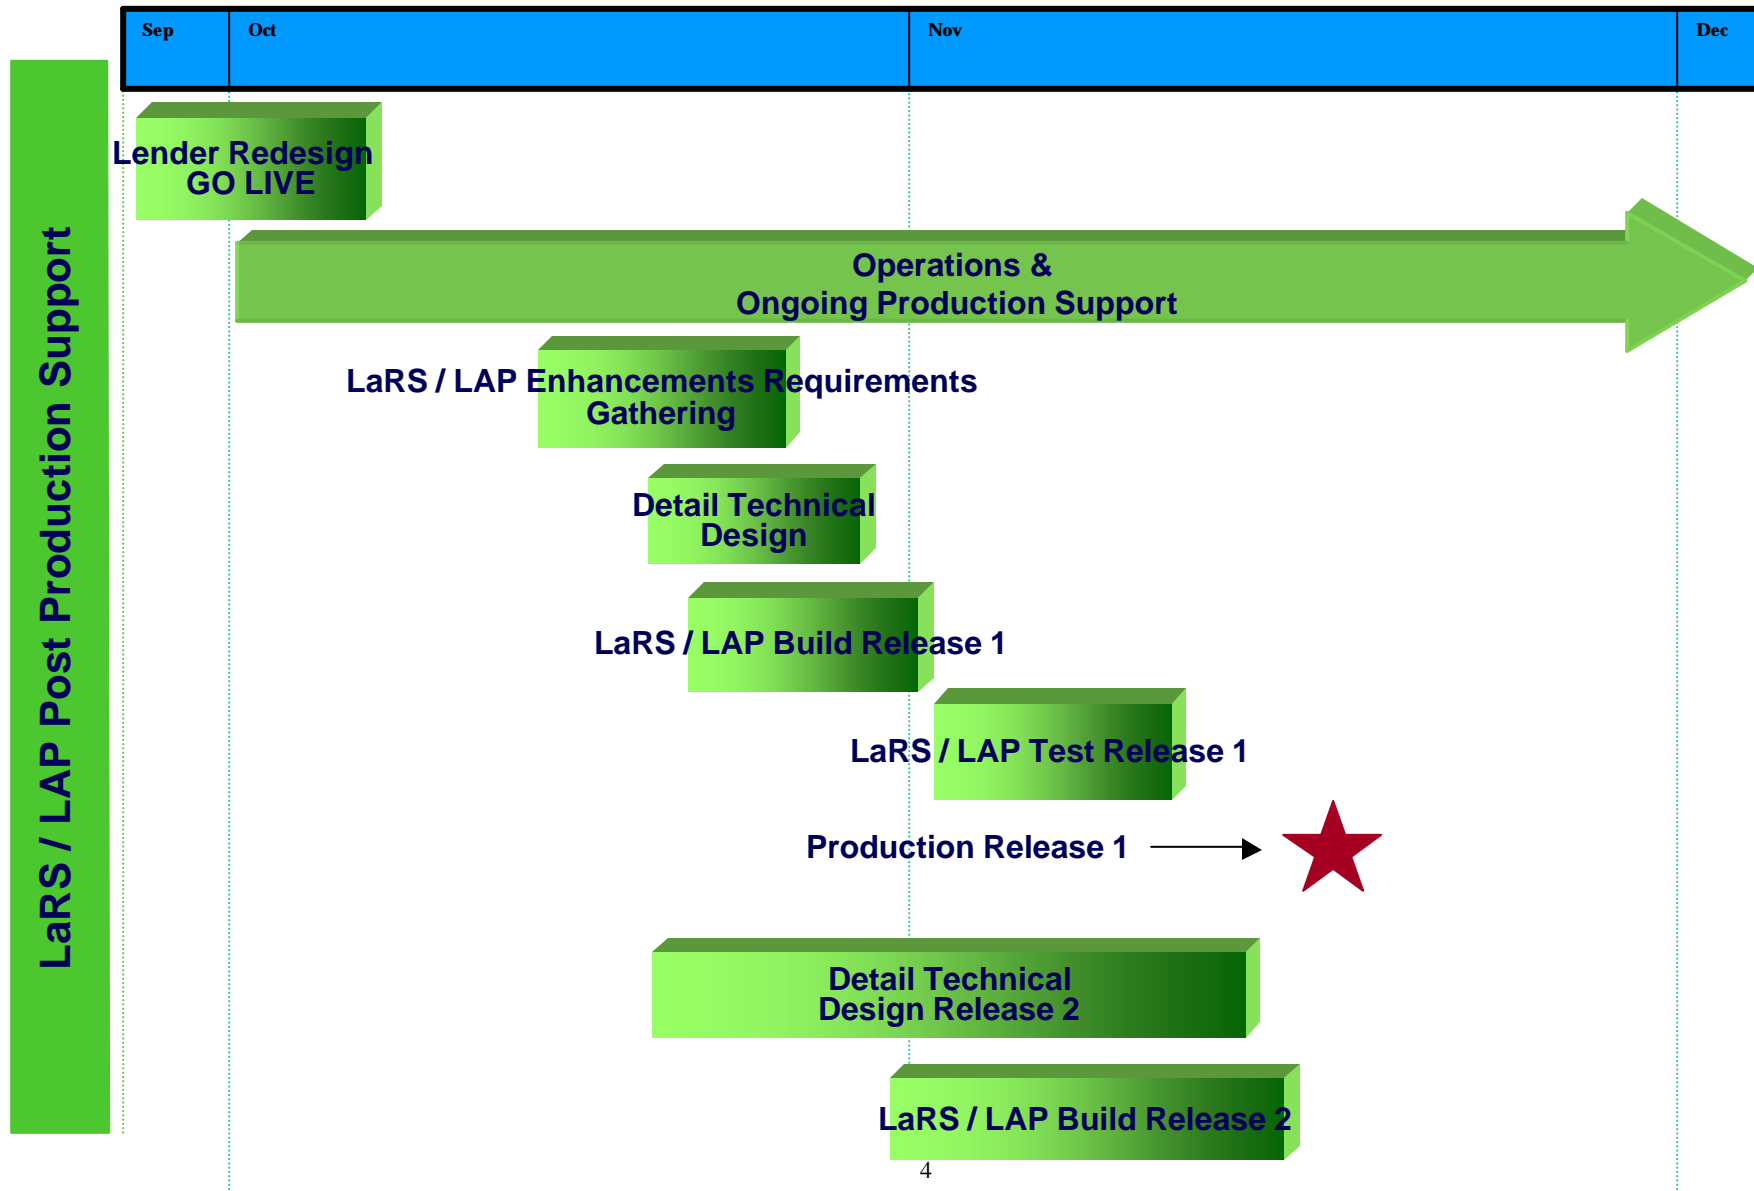 Sep
Oct
Nov
Dec
LaRS / LAP Post Production Support
Lender Redesign
GO LIVE
Operations &
Ongoing Production Support
LaRS / LAP Enhancements Requirements
Gathering
Detail Technical
Design
LaRS / LAP Build Release 1
LaRS / LAP Test Release 1
Production Release 1
Detail Technical
Design Release 2
LaRS / LAP Build Release 2
4